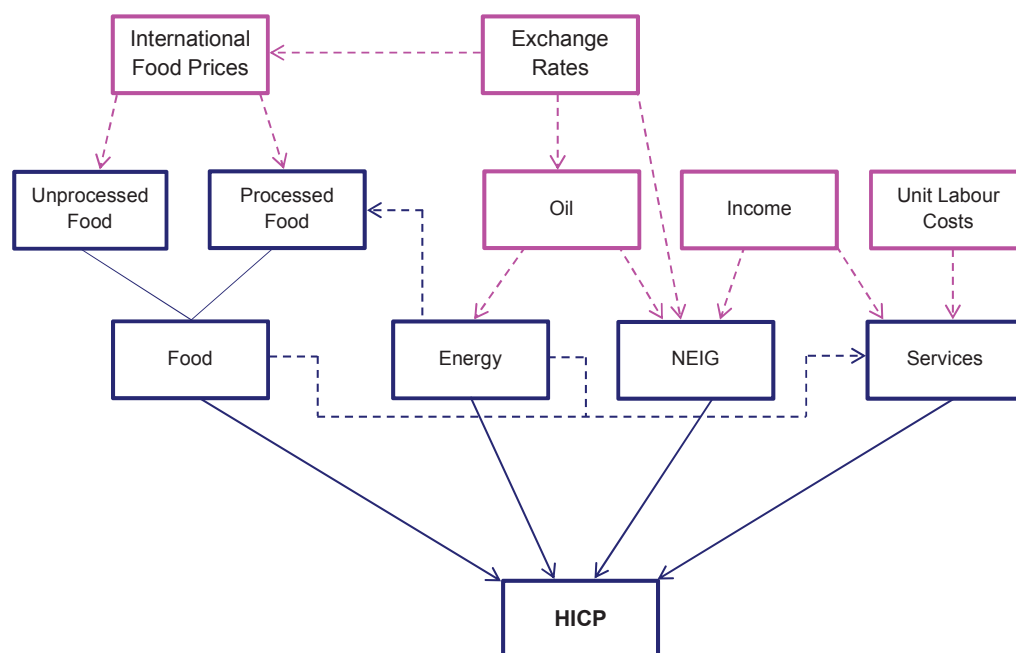 International
Food Prices
Exchange
Rates
Unprocessed
Food
Processed
Food
Oil
Income
Unit Labour
Costs
Food
Energy
NEIG
Services
HICP